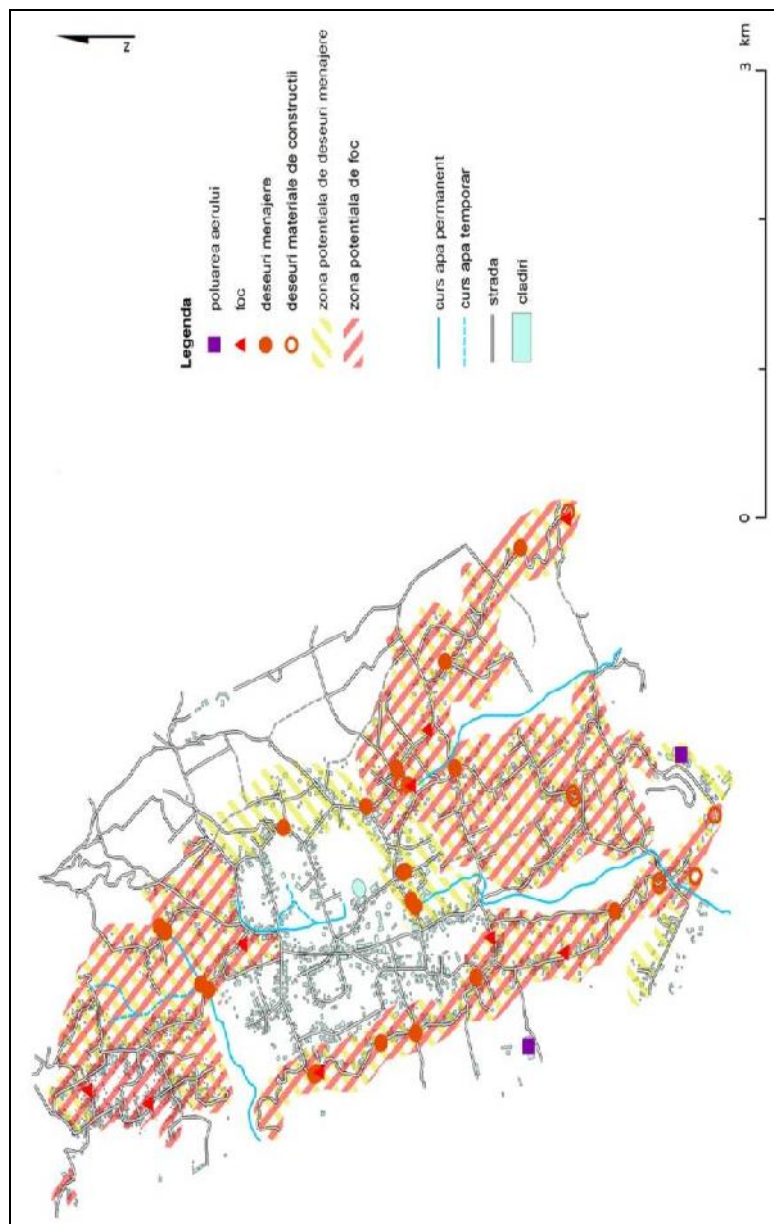 z
Legenda
poluarea aerului
foc
deseuri menajere
deseuri materiale de constructii
zona potentiala de deseuri menajere
zona potentiala de foc
curs apa permanent
curs apa temporar
strada
cladiri
0
3
km